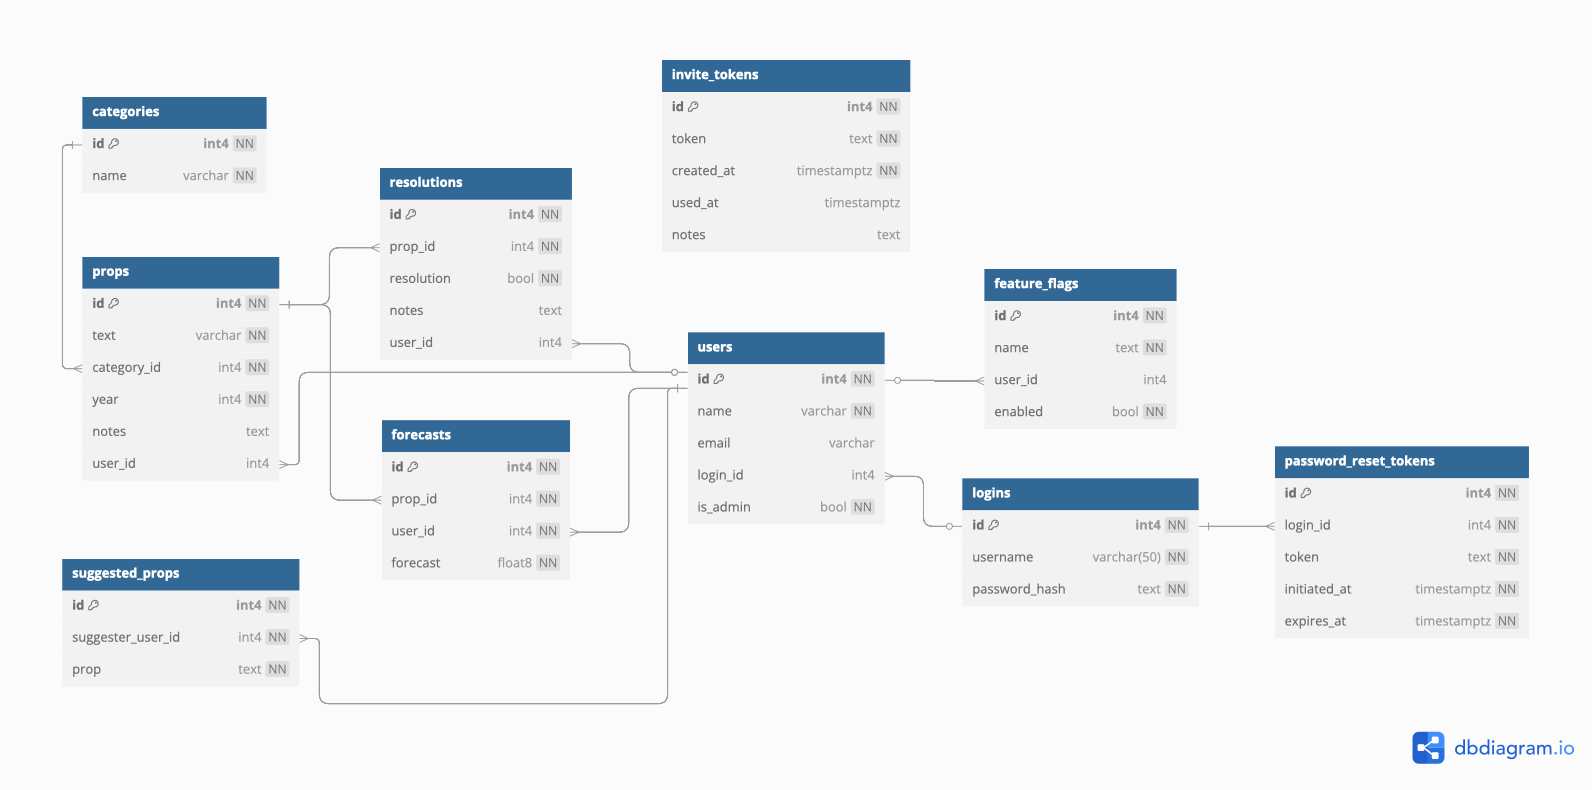 categories
id int4 NN
name varchar NN
props
id int4 NN
text varchar NN
category_id int4 NN
year int4 NN
notes text
user_id int4
suggested_props
id int4 NN
suggester_user_id int4 NN
prop text NN
resolutions
id int4 NN
prop_id int4 NN
resolution bool NN
notes text
user_id int4
forecasts
id int4 NN
prop_id int4 NN
user_id int4 NN
forecast float8 NN
invite_tokens
id int4 NN
token text NN
created_at timestamptz NN
used_at timestamptz
notes text
users
id int4 NN
name varchar NN
email varchar
login_id int4
is_admin bool NN
feature_flags
id int4 NN
name text NN
user_id int4
enabled bool NN
logins
id int4 NN
username varchar(50) NN
password_hash text NN
password_reset_tokens
id int4 NN
login_id int4 NN
token text NN
initiated_at timestamptz NN
expires_at timestamptz NN
dbdiagram.io